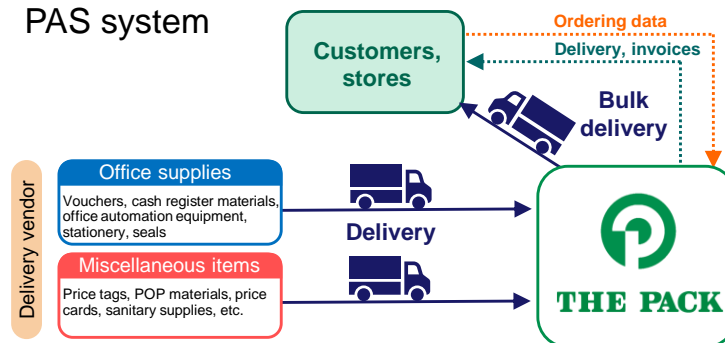 PAS system
Ordering data
Delivery, invoices
Customers,
stores
Bulk
delivery
Delivery vendor
Office supplies
Vouchers, cash register materials,
office automation equipment,
stationery, seals
Delivery
Miscellaneous items
Price tags, POP materials, price
cards, sanitary supplies, etc.
THE PACK